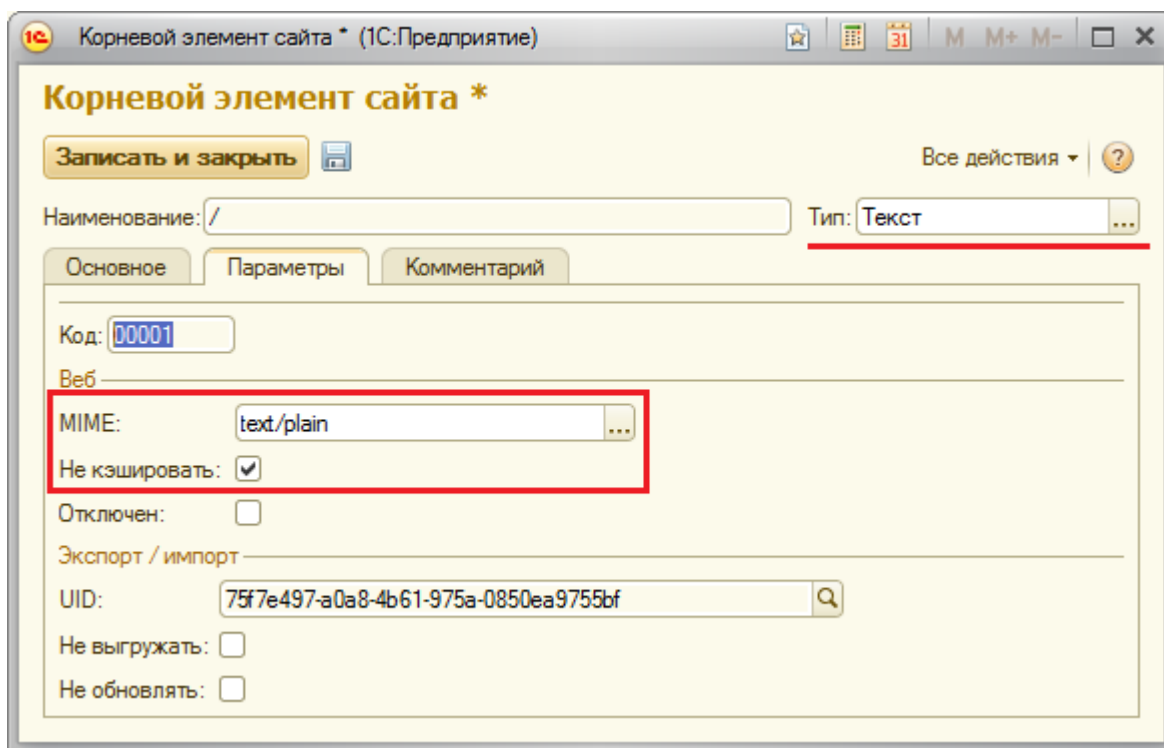 1С Корневой элемент сайта * (1С:Предприятие) 31 M M+ M-
Корневой элемент сайта *
Записать и закрыть Все действия ?
Наименование: / Тип: Текст ...
Основное Параметры Комментарий
Код: 00001
Веб
MIME: text/plain ...
Не кэшировать:
Отключен:
Экспорт / импорт
UID: 75f7e497-a0a8-4b61-975a-0850ea9755bf
Не выгружать:
Не обновлять: